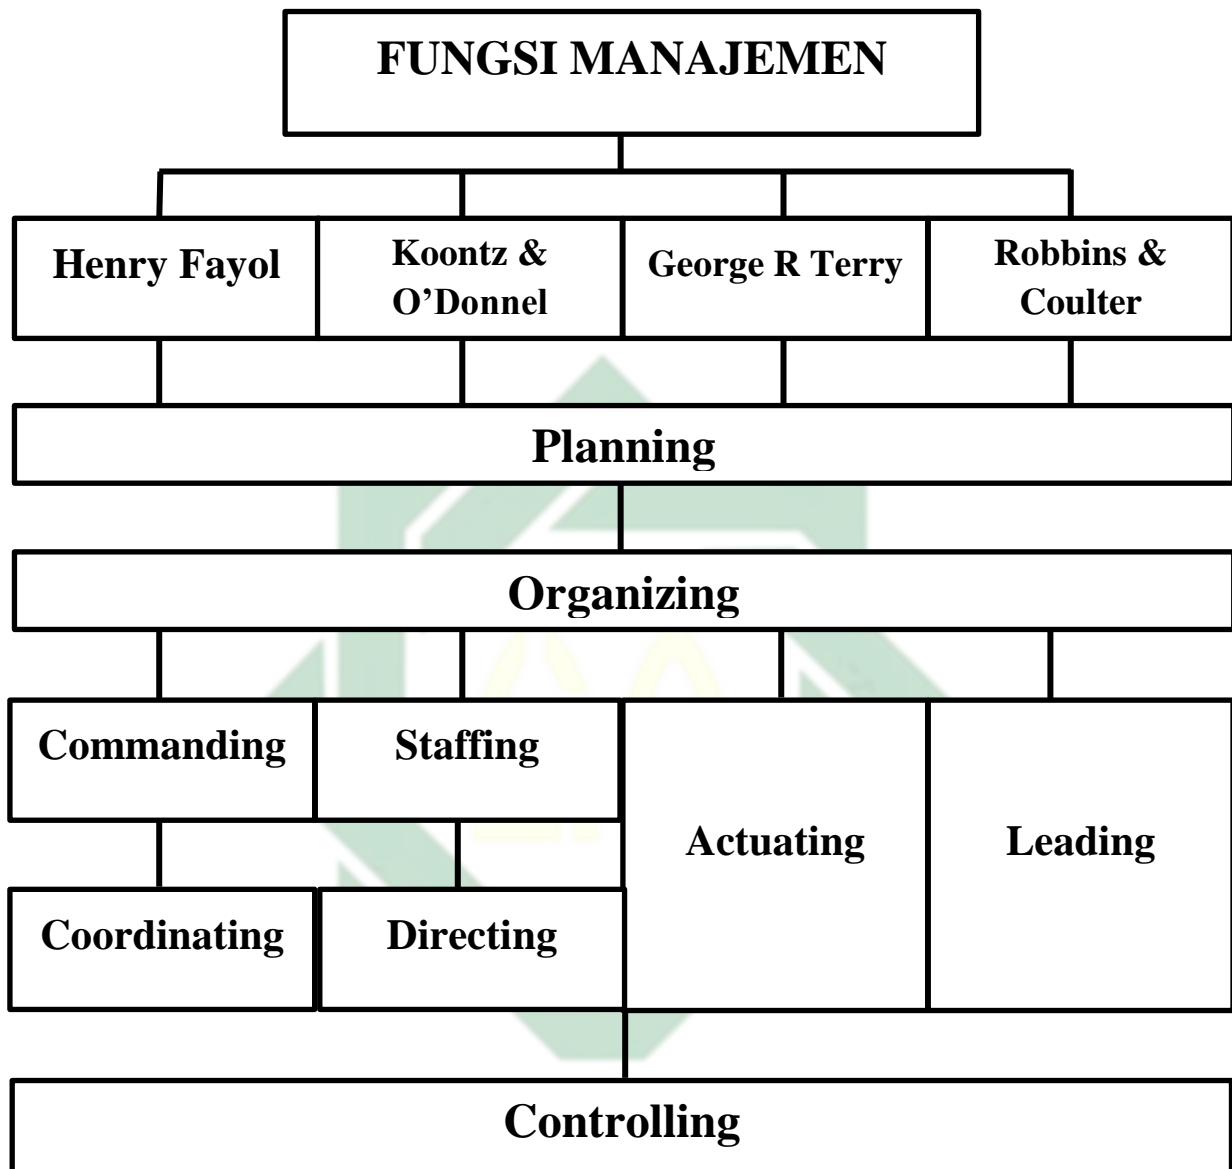 FUNGSI MANAJEMEN
Henry Fayol
Koontz &
O’Donnel
George R Terry
Robbins &
Coulter
Planning
Organizing
Commanding
Staffing
Actuating
Leading
Coordinating
Directing
Controlling